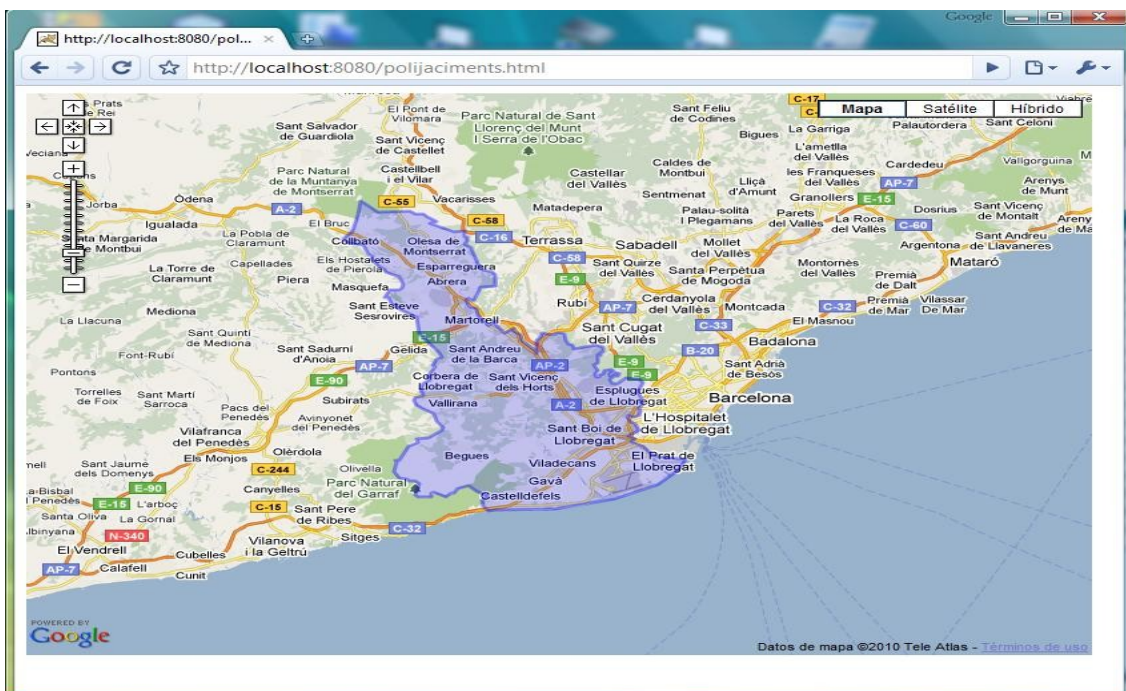 Google
http://localhost:8080/pol...
http://localhost:8080/polijaciments.html
Mapa
Satélite
Híbrido
C-17
Prats
de Rei
El Pont de
Vilomara
Parc Natural de Sant
Llorenç del Munt
i Serra de l'Obac
Sant Feliu
de Codines
Bigues
La Garriga
Palautordera
Sant Celoni
Sant Salvador
de Guardiola
Sant Vicenç
de Castellet
L'ametlla
del Vallès
Cardedeu
Vallgorguina
Parc Natural
de la Muntanya
de Montserrat
Castellbell
i el Vilar
Castellar
del Vallès
Caldes de
Montbui
Lliçà
d'Amunt
les Franqueses
del Vallès
AP-7
Arenys
de Munt
Jorba
Òdena
A-2
C-55
Vacarisses
Matadepera
Sentmenat
Palau-solità
i Plegamans
Granollers
E-15
Parets
del Vallès
La Roca
del Vallès
C-60
Dosrius
Sant Vicenç
de Montalt
Igualada
La Pobla de
Claramunt
El Bruc
Collbató
Olesa de
Montserrat
C-58
C-16
Terrassa
Sabadell
Mollet
del Vallès
Argentona
Sant Andreu
de Llavaneres
Santa Margarida
de Montbui
La Torre de
Claramunt
Capellades
Piera
Els Hostalets
de Pierola
Masquefa
Esparreguera
Abrera
C-58
E-9
Sant Quirze
del Vallès
Santa Perpètua
de Mogoda
Montornès
del Vallès
Premià
de Dalt
Mataró
La Llacuna
Mediona
Sant Esteve
Sesrovires
Martorell
Rubí
AP-7
Cerdanyola
del Vallès
Montcada
C-32
Premià
de Mar
Vilassar
De Mar
Sant Quintí
de Mediona
Font-Rubí
Sant Sadurní
d'Anoia
AP-7
Gelida
E-15
Sant Andreu
de la Barca
AP-2
Sant Cugat
del Vallès
C-33
El Masnou
Badalona
B-20
Pontons
E-90
Corbera de
Llobregat
Sant Vicenç
dels Horts
E-9
E-9
Sant Adrià
de Besòs
Torrelles
de Foix
Sant Martí
Sarroca
Pacs del
Penedès
Subirats
Avinyonet
del Penedès
Vallirana
A-2
Esplugues
de Llobregat
Barcelona
L'Hospitalet
de Llobregat
Vilafranca
del Penedès
Sant Boi de
Llobregat
Sant Jaume
dels Domenys
Els Monjos
Olèrdola
Olivella
Begues
Viladecans
El Prat de
Llobregat
C-244
Parc Natural
del Garraf
Gavà
Castelldefels
E-90
E-15
L'arboç
Canyelles
Santa Oliva
La Gornal
C-15
Sant Pere
de Ribes
N-340
Vilanova
i la Geltrú
Sitges
C-32
El Vendrell
Cubelles
AP-7
Calafell
Cunit
POWERED BY
Google
Datos de mapa ©2010 Tele Atlas - Términos de uso